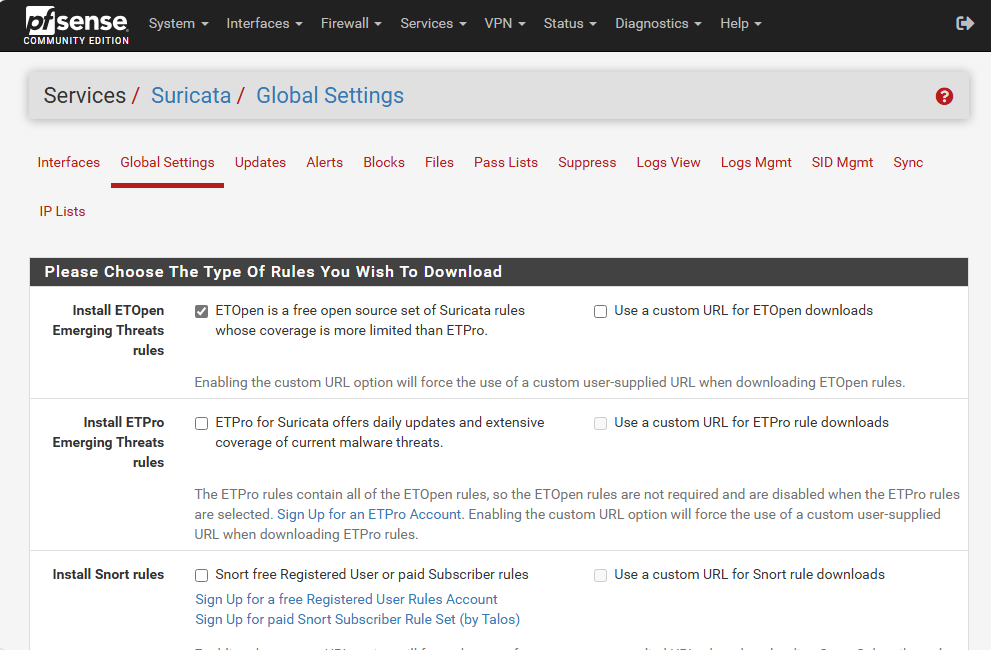 pfsense
COMMUNITY EDITION
System Interfaces Firewall Services VPN Status Diagnostics Help
Services / Suricata / Global Settings
Interfaces Global Settings Updates Alerts Blocks Files Pass Lists Suppress Logs View Logs Mgmt SID Mgmt Sync
IP Lists
Please Choose The Type Of Rules You Wish To Download
Install ETOpen
Emerging Threats
rules
ETOpen is a free open source set of Suricata rules
whose coverage is more limited than ETPro.
Use a custom URL for ETOpen downloads
Enabling the custom URL option will force the use of a custom user-supplied URL when downloading ETOpen rules.
Install ETPro
Emerging Threats
rules
ETPro for Suricata offers daily updates and extensive
coverage of current malware threats.
Use a custom URL for ETPro rule downloads
The ETPro rules contain all of the ETOpen rules, so the ETOpen rules are not required and are disabled when the ETPro rules
are selected. Sign Up for an ETPro Account. Enabling the custom URL option will force the use of a custom user-supplied
URL when downloading ETPro rules.
Install Snort rules
Snort free Registered User or paid Subscriber rules
Use a custom URL for Snort rule downloads
Sign Up for a free Registered User Rules Account
Sign Up for paid Snort Subscriber Rule Set (by Talos)